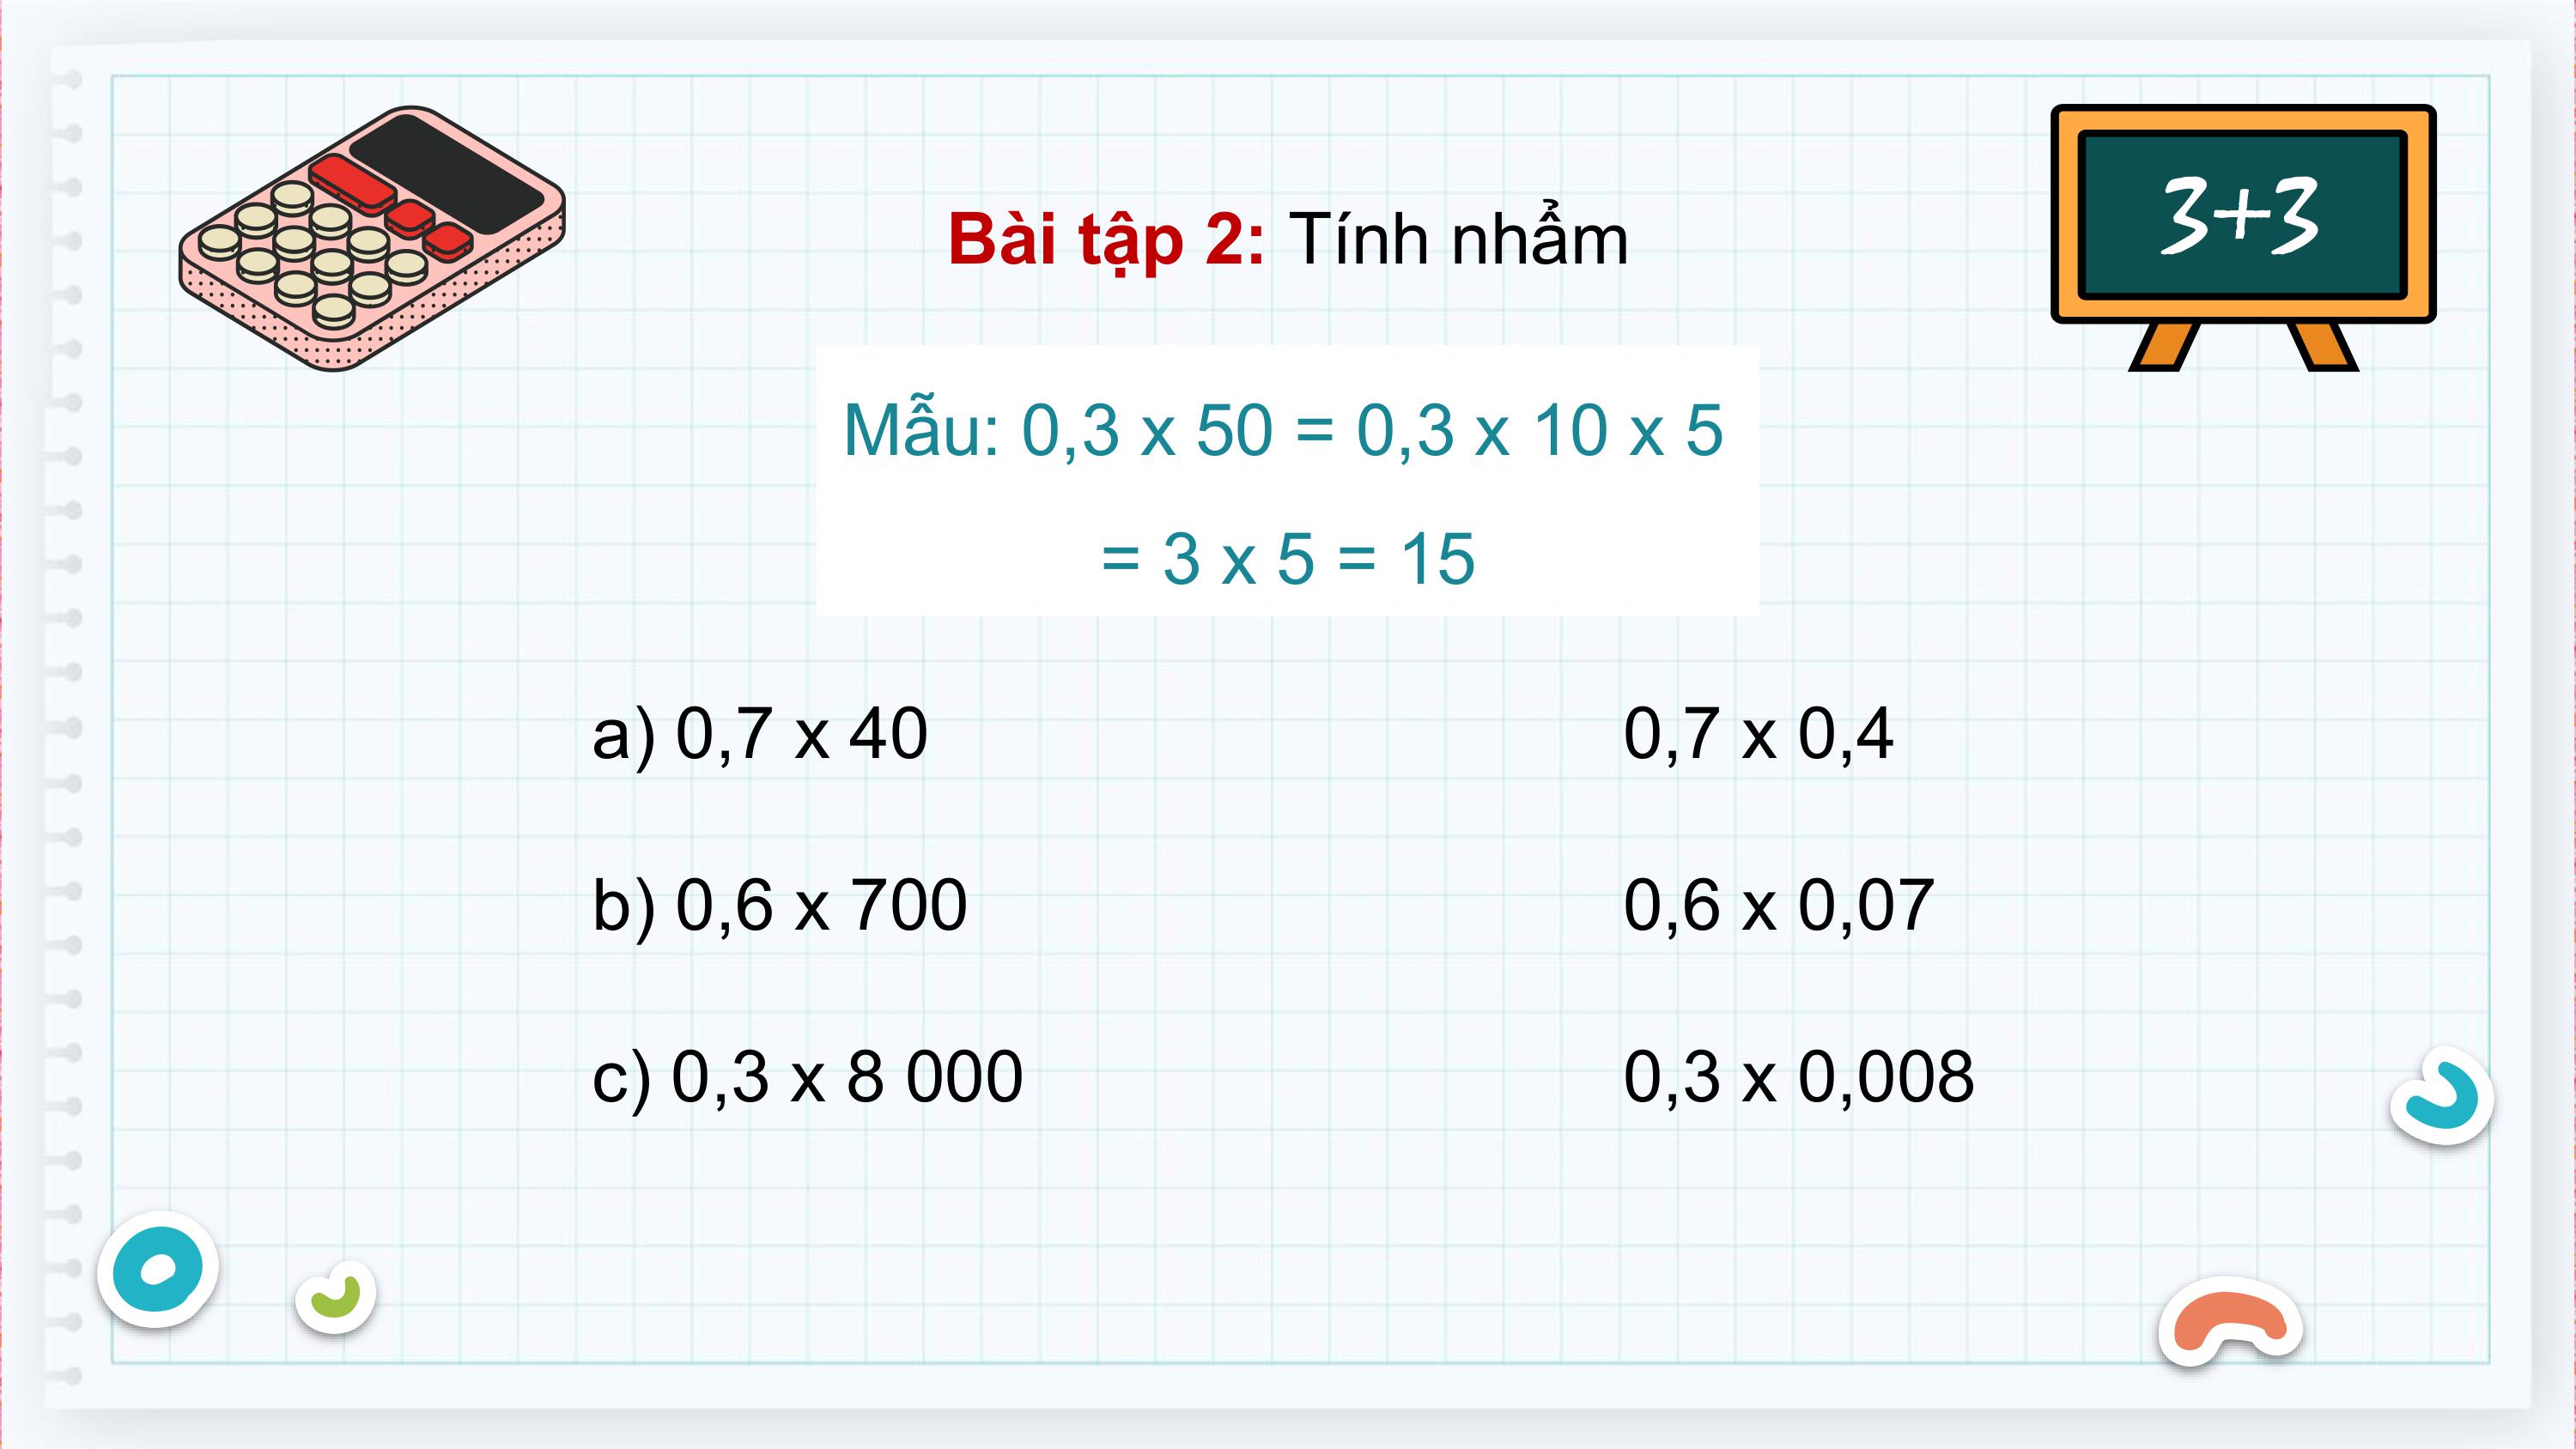 3+3
Bài tập 2: Tính nhẩm
Mẫu: 0,3 x 50 = 0,3 x 10 x 5
= 3 x 5 = 15
a) 0,7 x 40
0,7 x 0,4
b) 0,6 x 700
0,6 x 0,07
c) 0,3 x 8 000
0,3 x 0,008